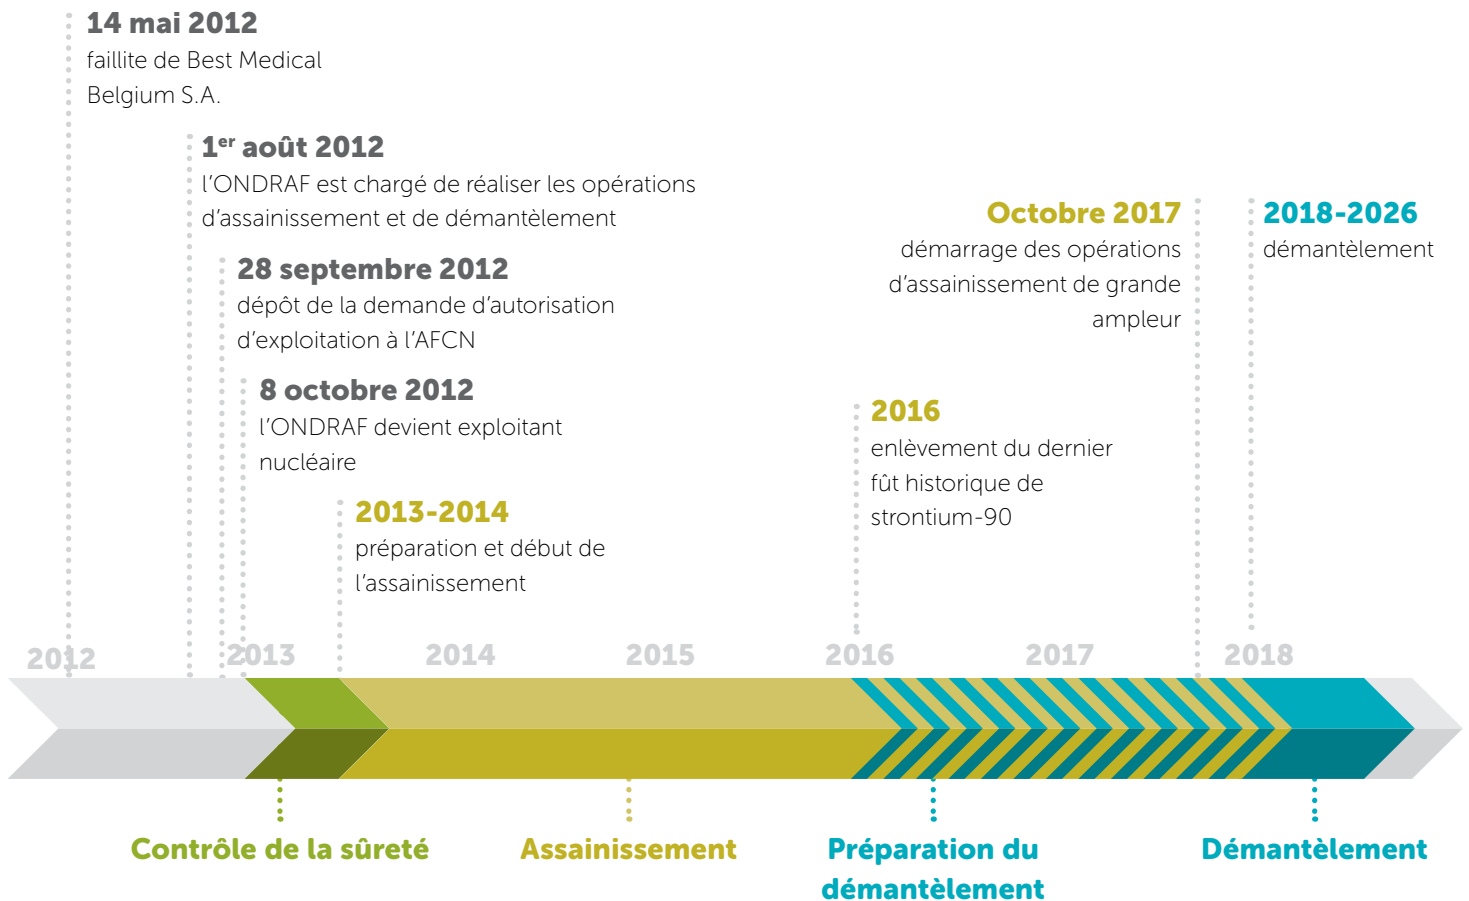 14 mai 2012
faillite de Best Medical
Belgium S.A.
1er août 2012
l'ONDRAF est chargé de réaliser les opérations
d'assainissement et de démantèlement
28 septembre 2012
dépôt de la demande d'autorisation
d'exploitation à l'AFCN
8 octobre 2012
l'ONDRAF devient exploitant
nucléaire
2013-2014
préparation et début de
l'assainissement
2016
enlèvement du dernier
fût historique de
strontium-90
Octobre 2017
démarrage des opérations
d'assainissement de grande
ampleur
2018-2026
démantèlement
2012
2013
2014
2015
2016
2017
2018
Contrôle de la sûreté
Assainissement
Préparation du
démantèlement
Démantèlement